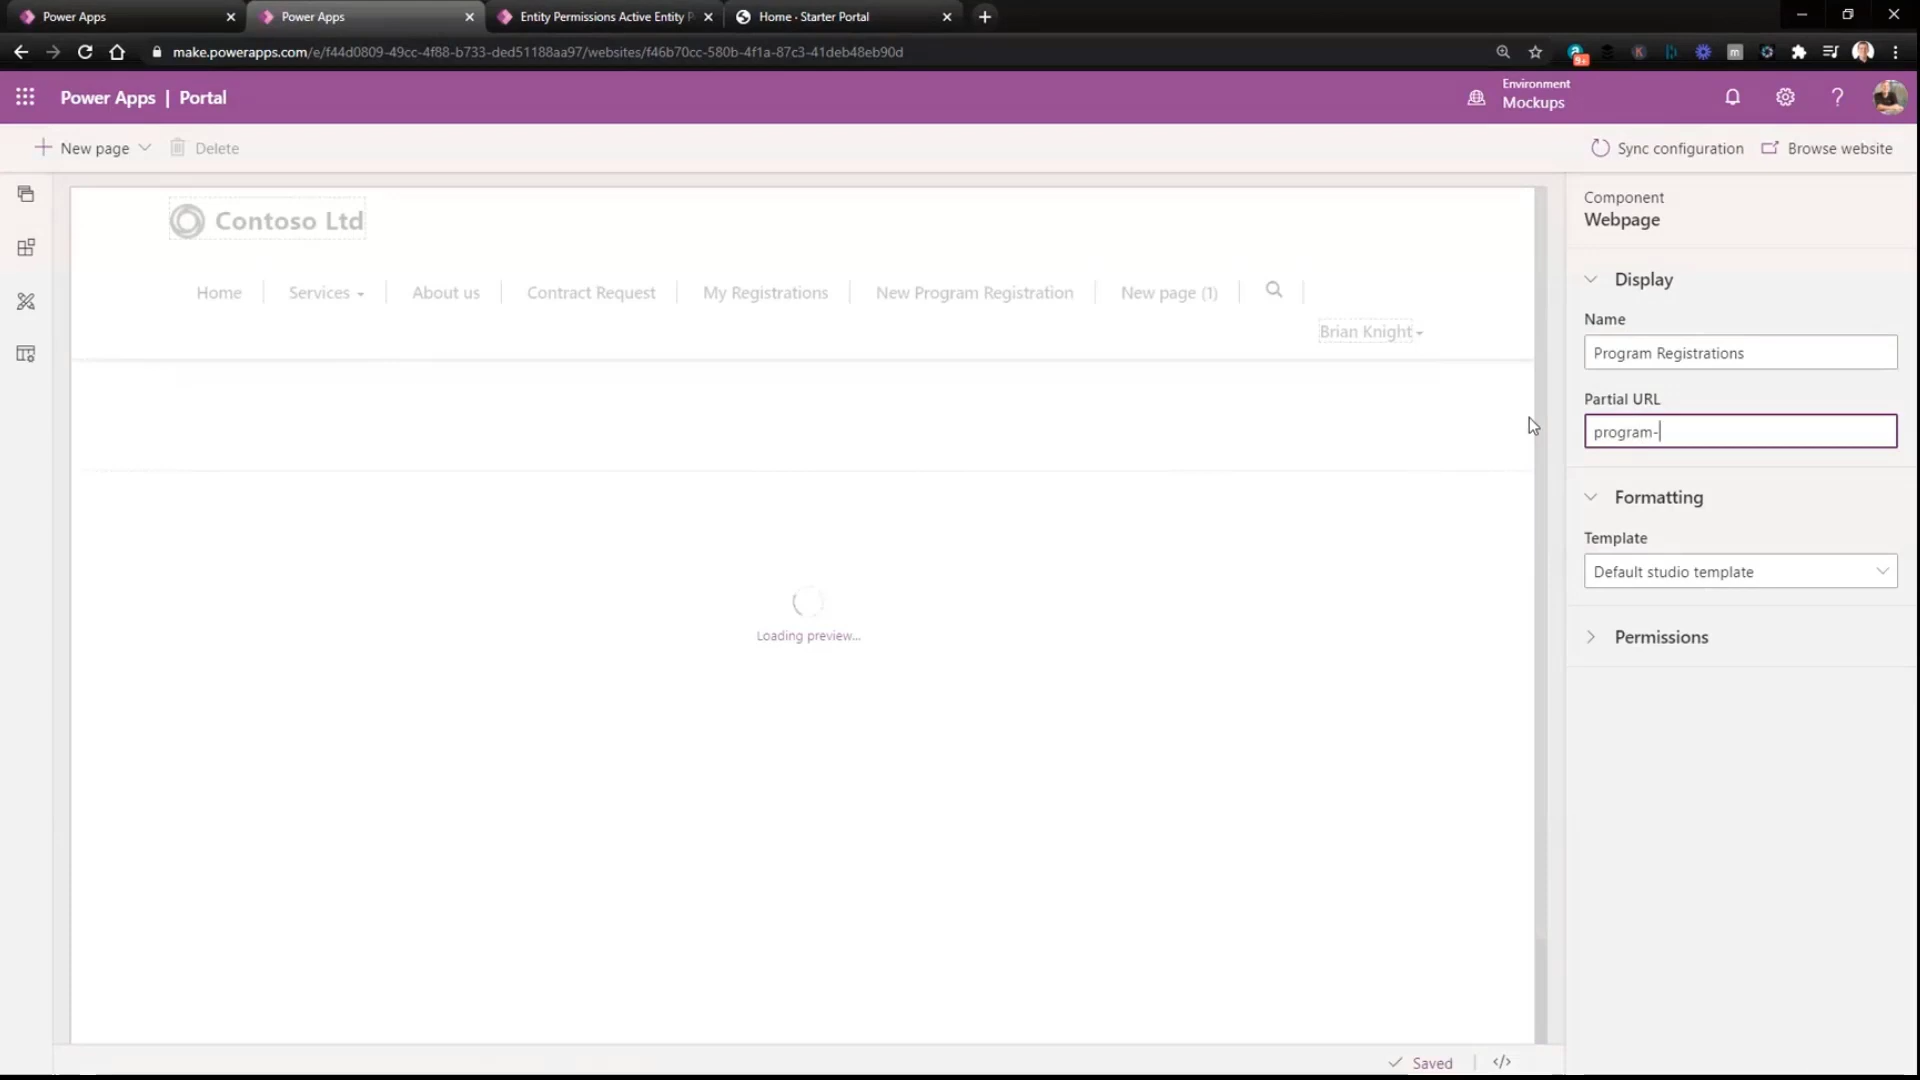 Power Apps
Power Apps
Entity Permissions Active Entity P
Home · Starter Portal
make.powerapps.com/e/f44d0809-49cc-4f88-b733-ded51188aa97/websites/f46b70cc-580b-4f1a-87c3-41deb48eb90d
9+
K
m
Power Apps | Portal
Environment
Mockups
New page
Delete
Sync configuration
Browse website
Contoso Ltd
Home
Services
About us
Contract Request
My Registrations
New Program Registration
New page (1)
Brian Knight
Loading preview...
Component
Webpage
Display
Name
Program Registrations
Partial URL
program-
Formatting
Template
Default studio template
Permissions
Saved